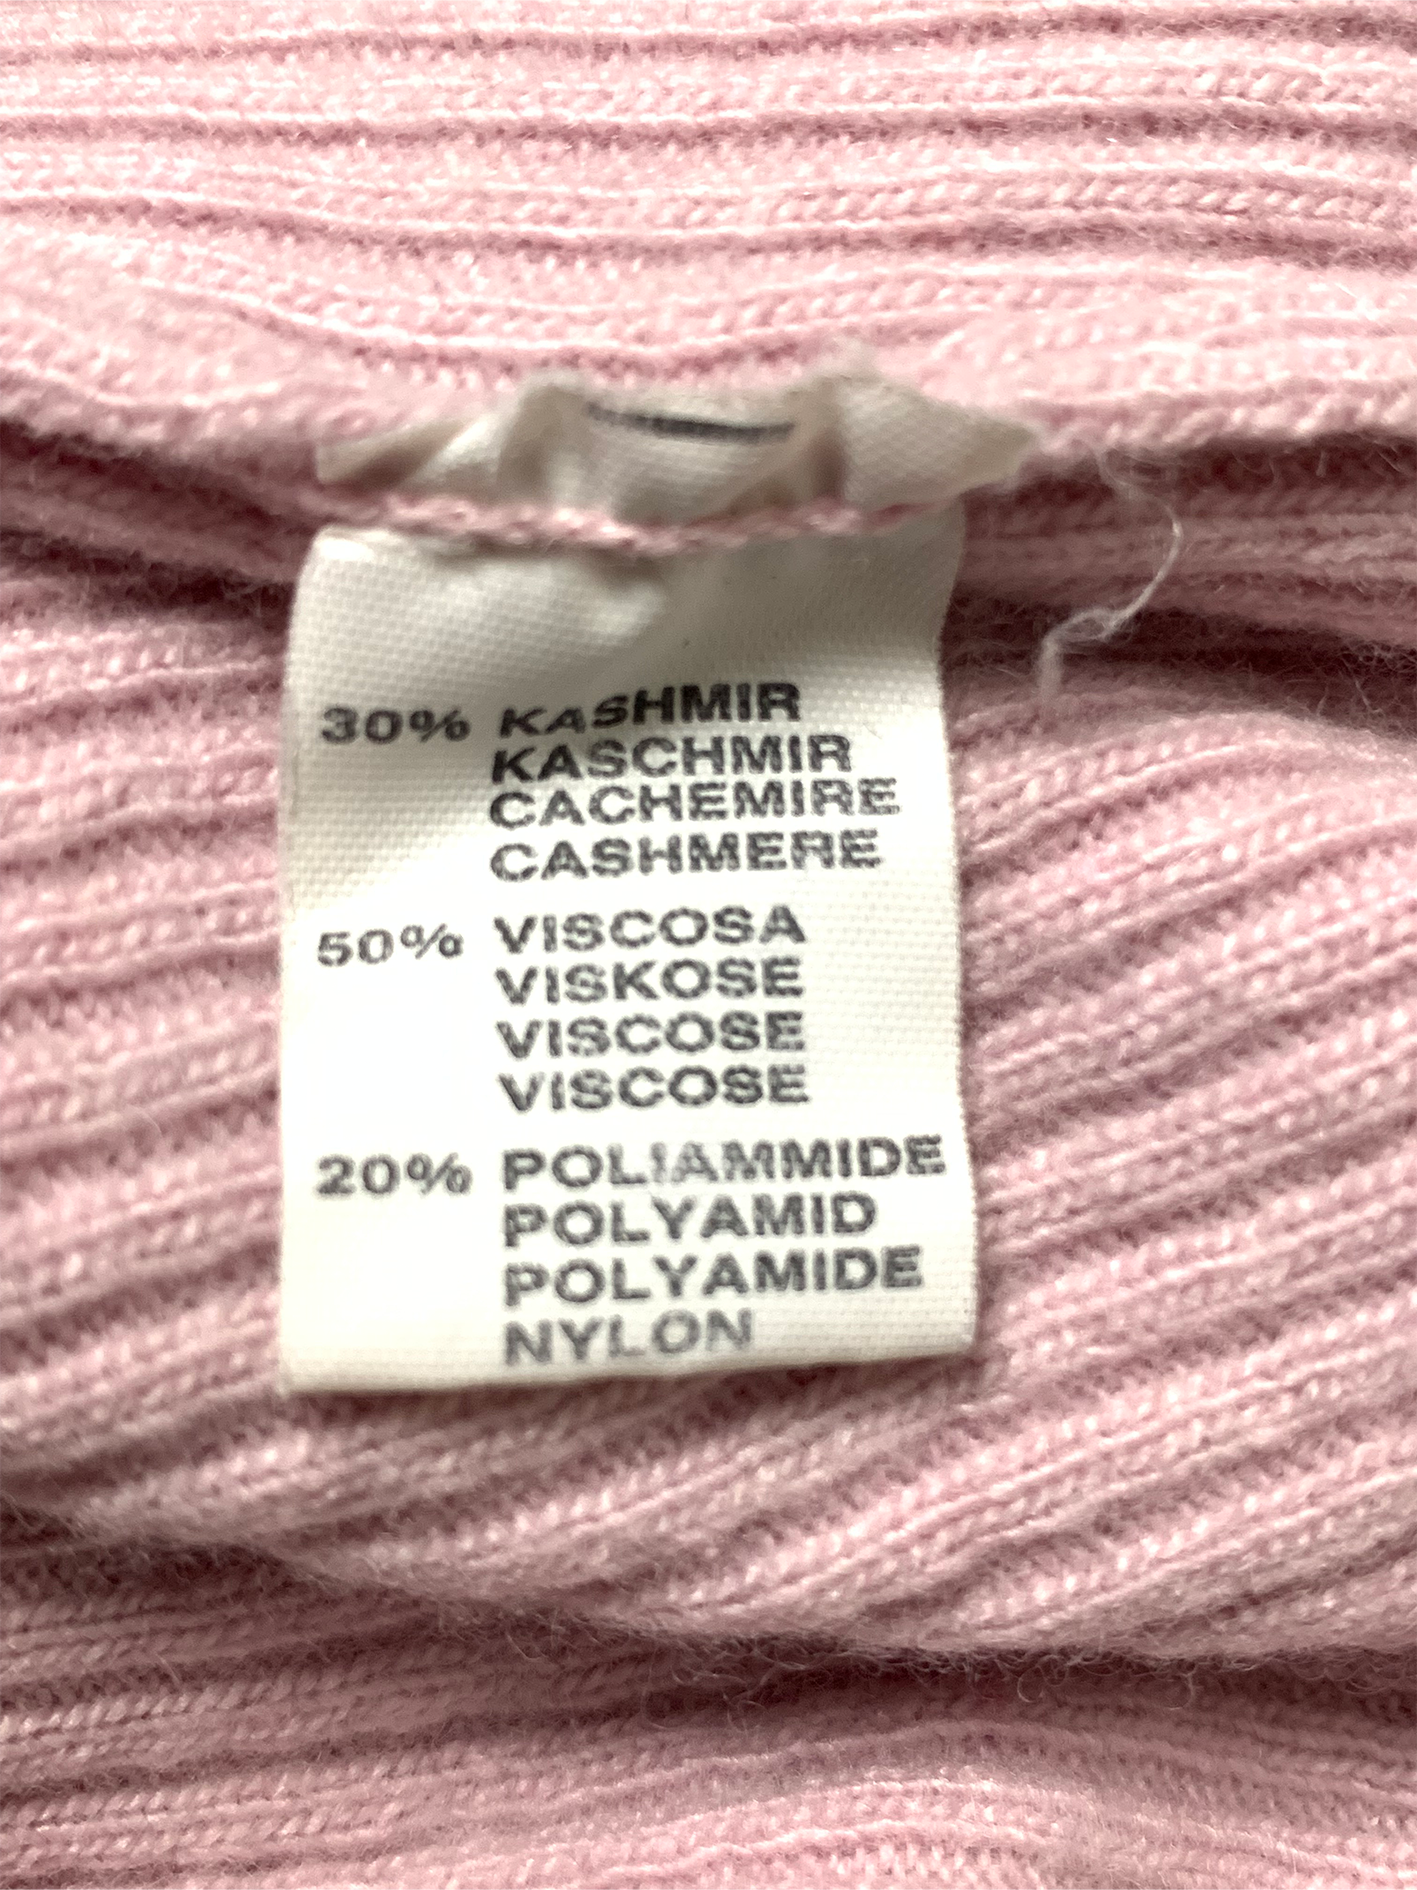 30% KASHMIR
KASCHMIR
CACHEMIRE
CASHMERE
50% VISCOSA
VISKOSE
VISCOSE
VISCOSE
20% POLIAMMIDE
POLYAMID
POLYAMIDE
NYLON